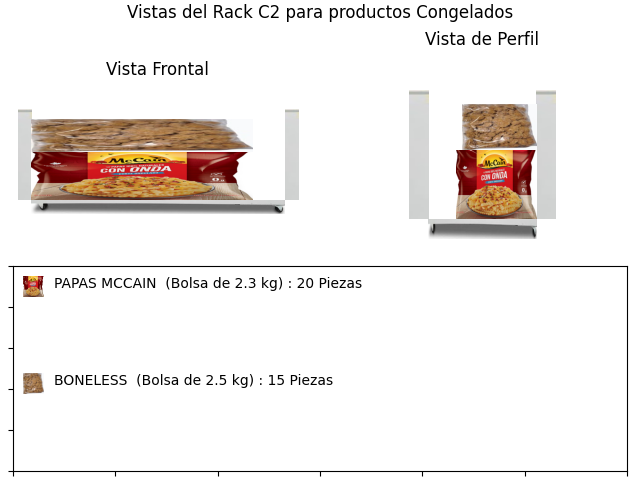 Vistas del Rack C2 para productos Congelados
Vista de Perfil
Vista Frontal
McCain
CON ONDA
McCain
CON ONDA
PAPAS MCCAIN  (Bolsa de 2.3 kg) : 20 Piezas
BONELESS  (Bolsa de 2.5 kg) : 15 Piezas